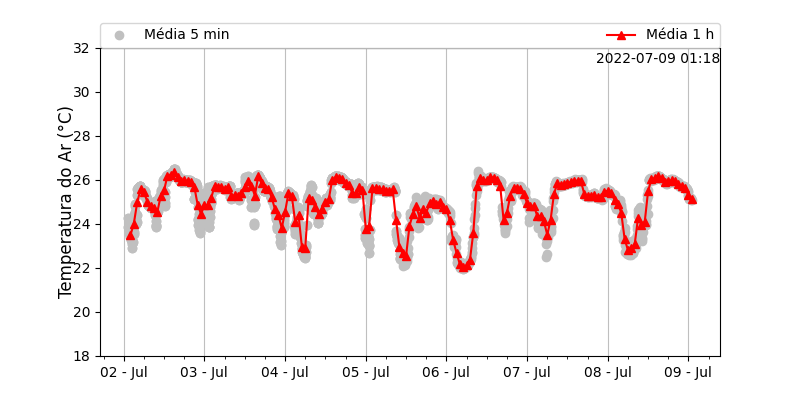 Média 5 min
Média 1 h
2022-07-09 01:18
Temperatura do Ar (°C)
32
30
28
26
24
22
20
18
02 - Jul
03 - Jul
04 - Jul
05 - Jul
06 - Jul
07 - Jul
08 - Jul
09 - Jul